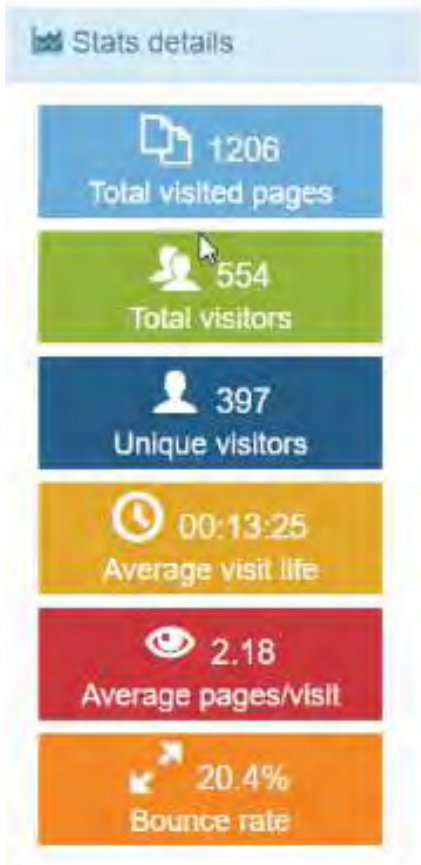 Stats details
1206
Total visited pages
554
Total visitors
397
Unique visitors
00:13:25
Average visit life
2.18
Average pages/visit
20.4%
Bounce rate